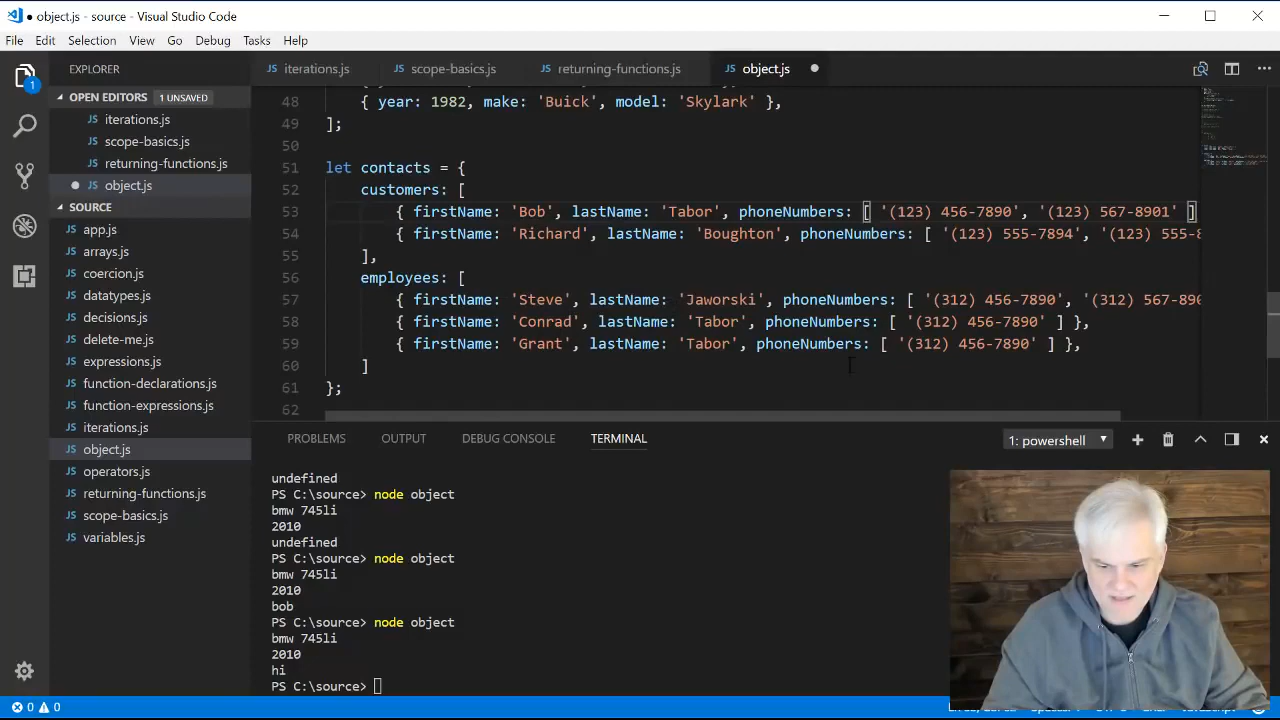 object.js - source - Visual Studio Code
File Edit Selection View Go Debug Tasks Help
EXPLORER
iterations.js scope-basics.js returning-functions.js object.js
OPEN EDITORS 1 UNSAVED
iterations.js
scope-basics.js
returning-functions.js
object.js
SOURCE
app.js
arrays.js
coercion.js
datatypes.js
decisions.js
delete-me.js
expressions.js
function-declarations.js
function-expressions.js
iterations.js
object.js
operators.js
returning-functions.js
scope-basics.js
variables.js
48 { year: 1982, make: 'Buick', model: 'Skylark' },
49 ];
50
51 let contacts = {
52 customers: [
53 { firstName: 'Bob', lastName: 'Tabor', phoneNumbers: [ '(123) 456-7890', '(123) 567-8901' ]
54 { firstName: 'Richard', lastName: 'Boughton', phoneNumbers: [ '(123) 555-7894', '(123) 555-8
55 ],
56 employees: [
57 { firstName: 'Steve', lastName: 'Jaworski', phoneNumbers: [ '(312) 456-7890', '(312) 567-890
58 { firstName: 'Conrad', lastName: 'Tabor', phoneNumbers: [ '(312) 456-7890' ] },
59 { firstName: 'Grant', lastName: 'Tabor', phoneNumbers: [ '(312) 456-7890' ] },
60 ]
61 };
62
PROBLEMS OUTPUT DEBUG CONSOLE TERMINAL 1: powershell
undefined
PS C:\source> node object
bmw 745li
2010
undefined
PS C:\source> node object
bmw 745li
2010
bob
PS C:\source> node object
bmw 745li
2010
hi
PS C:\source>
0 0
1